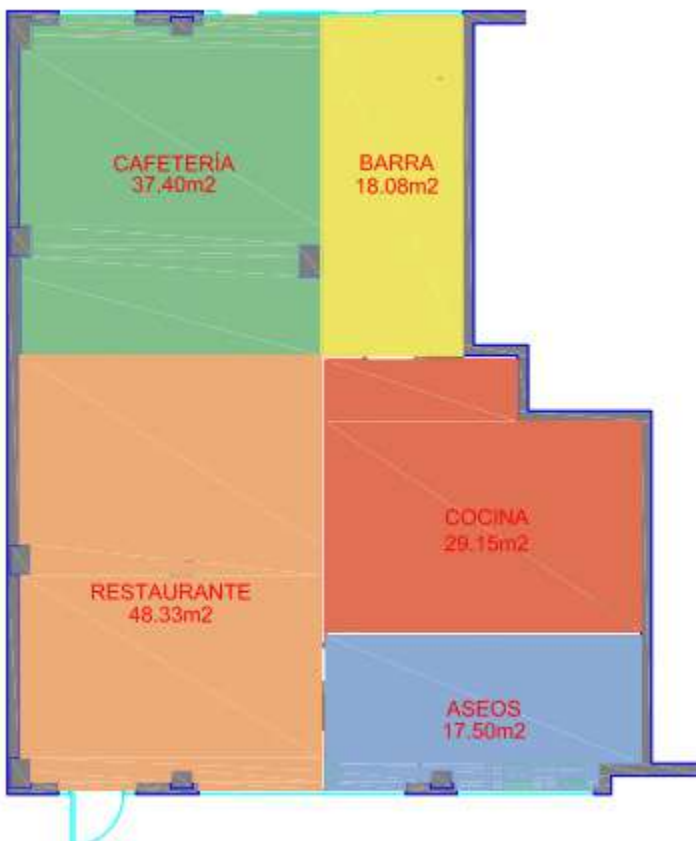 CAFETERÍA
37.40m2
BARRA
18.08m2
COCINA
29.15m2
RESTAURANTE
48.33m2
ASEOS
17.50m2